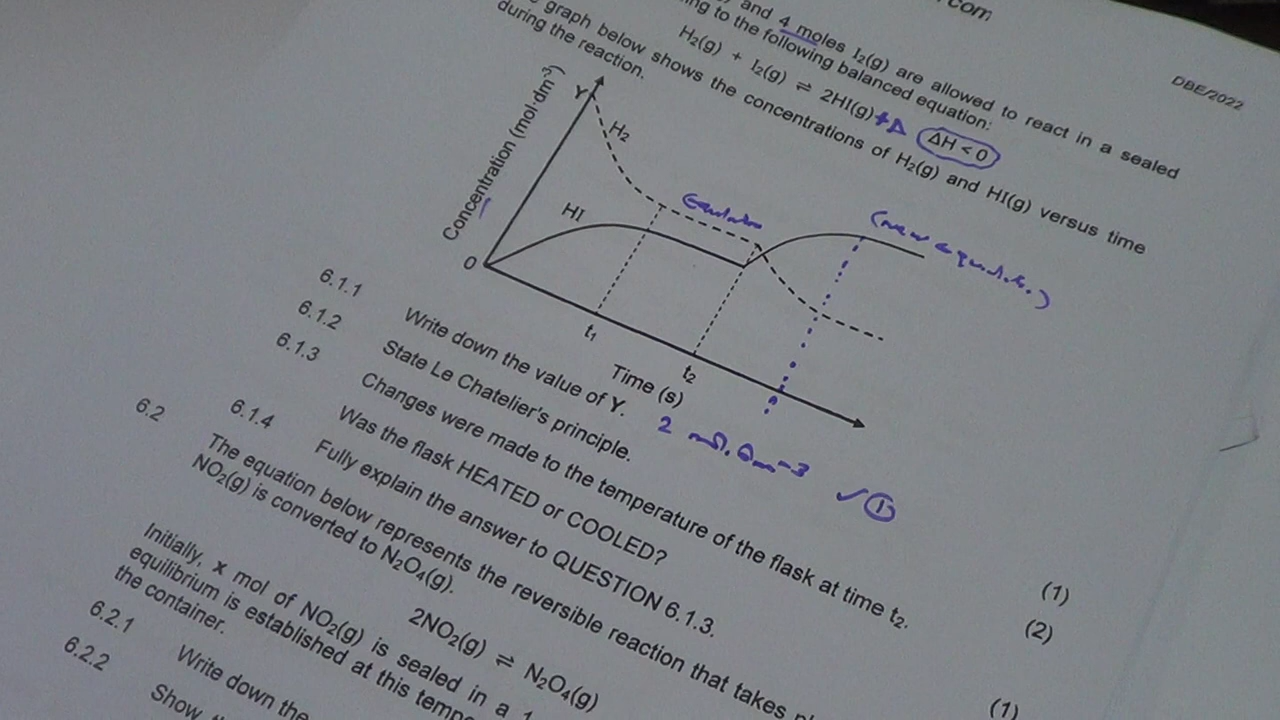 com
DBE/2022
and 4 moles I₂(g) are allowed to react in a sealed
to the following balanced equation:
H₂(g) + I₂(g) ⇌ 2HI(g) +Δ ΔH < 0
graph below shows the concentrations of H₂(g) and HI(g) versus time
during the reaction.
Concentration (mol·dm⁻³)
Y
H₂
HI
0
t₁
t₂
Time (s)
6.1.1 Write down the value of Y. 2 mol.dm⁻³ ✓ ①
(1)
6.1.2 State Le Chatelier's principle.
(2)
Changes were made to the temperature of the flask at time t₂.
6.1.3 Was the flask HEATED or COOLED?
(1)
6.1.4 Fully explain the answer to QUESTION 6.1.3.
6.2 The equation below represents the reversible reaction that takes
NO₂(g) is converted to N₂O₄(g).
2NO₂(g) ⇌ N₂O₄(g)
Initially, x mol of NO₂(g) is sealed in a 1
equilibrium is established at this
the container.
6.2.1 Write down the
6.2.2 Show